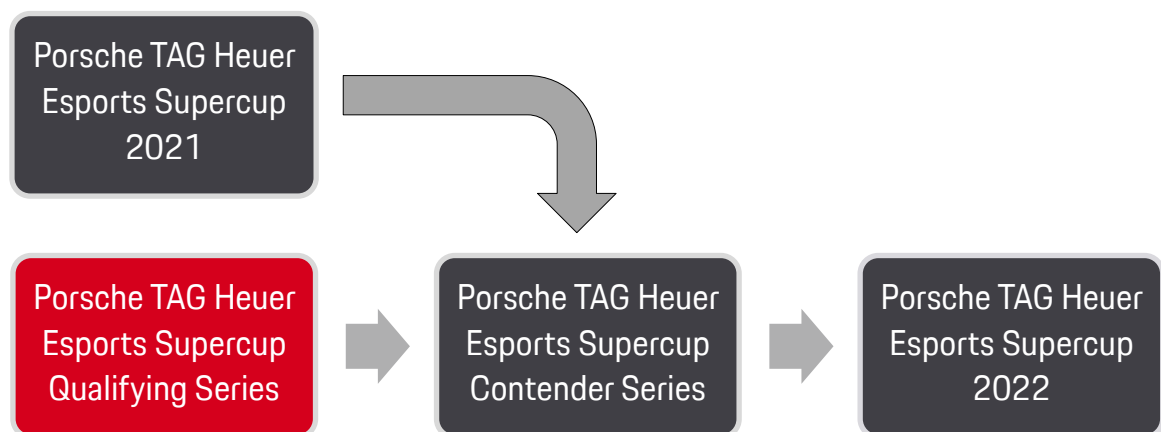 Porsche TAG Heuer
Esports Supercup
2021
Porsche TAG Heuer
Esports Supercup
Qualifying Series
Porsche TAG Heuer
Esports Supercup
Contender Series
Porsche TAG Heuer
Esports Supercup
2022